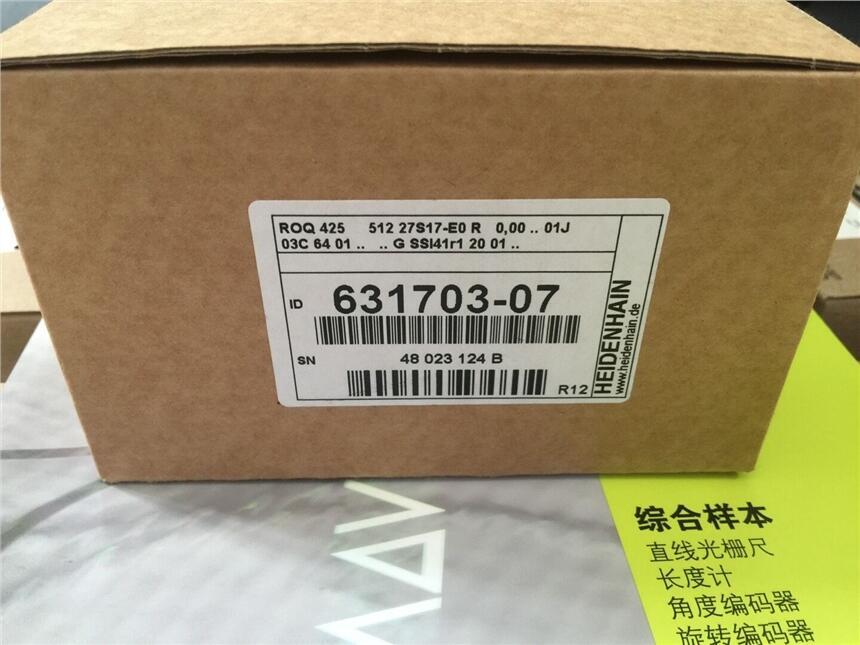 ROQ 425 512 27S17-E0 R 0,00 .. 01J
03C 64 01 .. .. G SSI41r1 20 01 ..
ID 631703-07
SN 48 023 124 B
R12
HEIDENHAIN
www.heidenhain.de
综合样本
直线光栅尺
长度计
角度编码器
旋转编码器